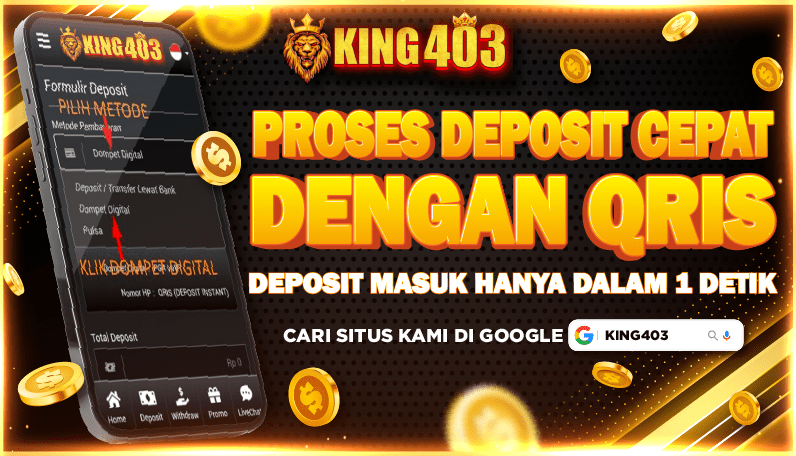 KING403
Formulir Deposit
PILIH METODE
Metode Pembayaran
Dompet Digital
Deposit / Transfer Lewat Bank
Dompet Digital
Pulsa
KLIK DOMPET DIGITAL
Nomor HP : QRIS (DEPOSIT INSTANT)
Total Deposit
Rp 0
Home Deposit Withdraw Promo LiveChat
KING403
PROSES DEPOSIT CEPAT
DENGAN QRIS
DEPOSIT MASUK HANYA DALAM 1 DETIK
CARI SITUS KAMI DI GOOGLE G KING403